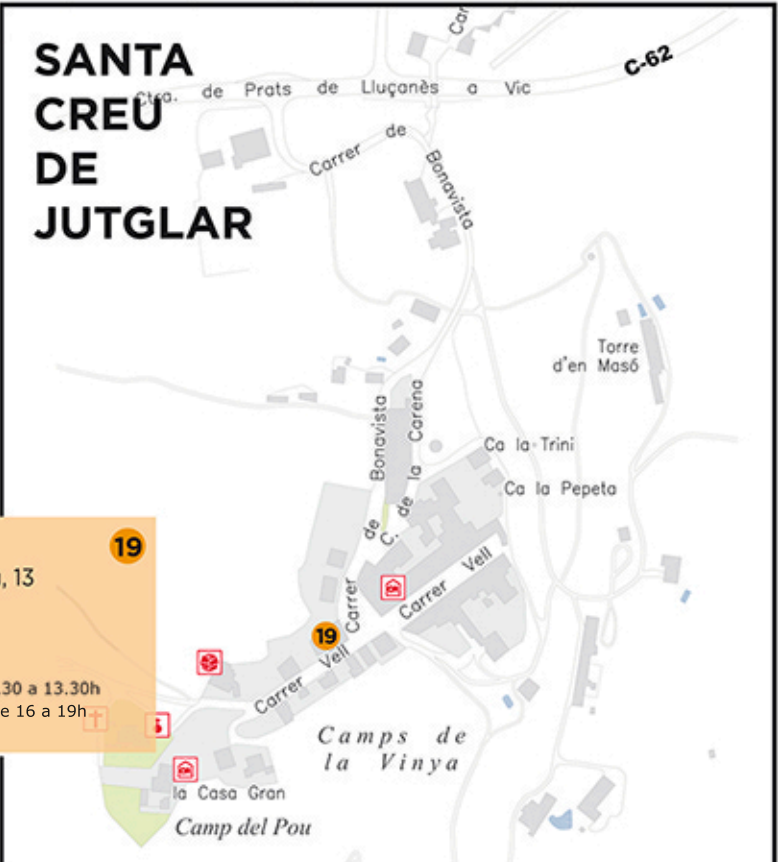 SANTA
CREU
DE
JUTGLAR
Car
C-62
Ctra. de Prats de Lluçanès a Vic
Carrer de Bonavista
Torre
d'en Masó
Carrer de Bonavista
C. de la Carena
Ca la Trini
Ca la Pepeta
19
, 13
.30 a 13.30h
e 16 a 19h
19
Carrer Vell
Carrer Vell
Camps de
la Vinya
la Casa Gran
Camp del Pou